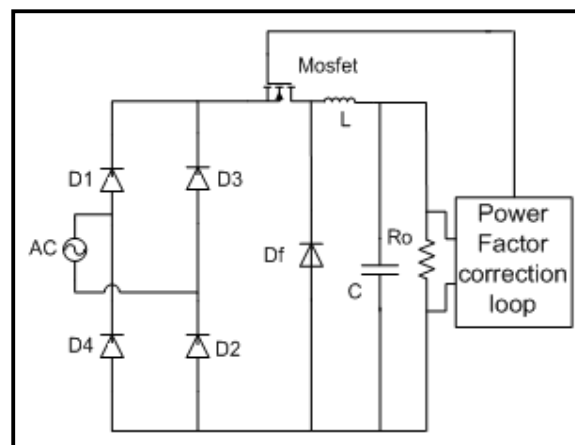 Mosfet
L
D1
D3
AC
Df
C
Ro
Power
Factor
correction
loop
D4
D2